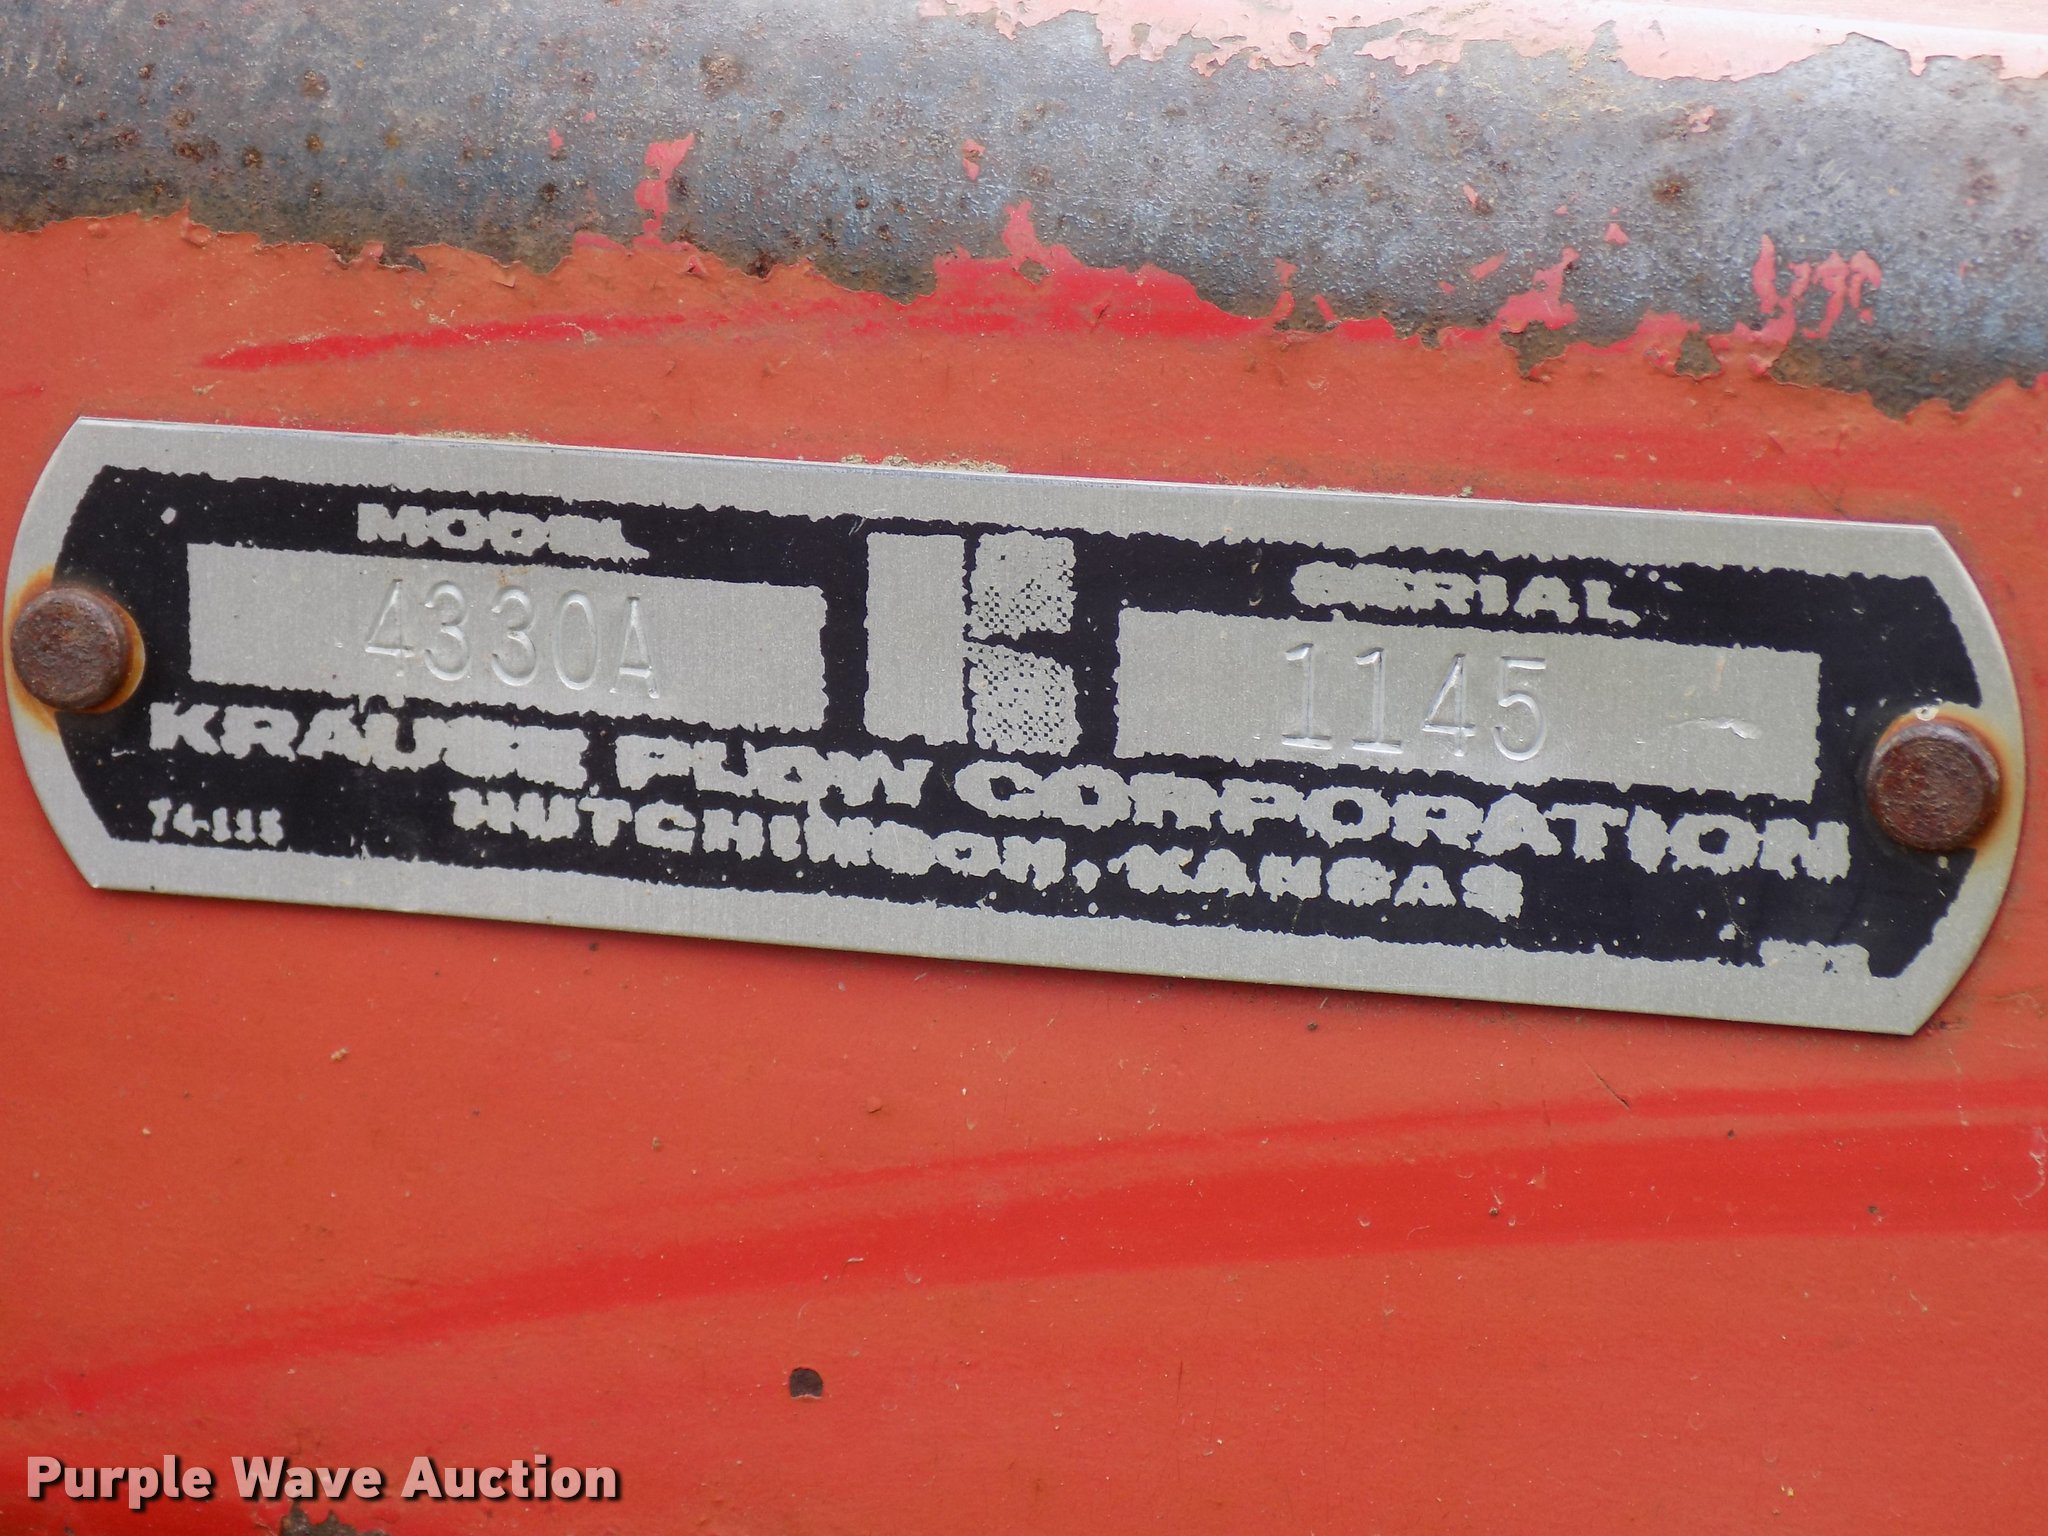 MODEL
4330A
K
SERIAL
1145
KRAUSE PLOW CORPORATION
74-115
HUTCHINSON, KANSAS
Purple Wave Auction